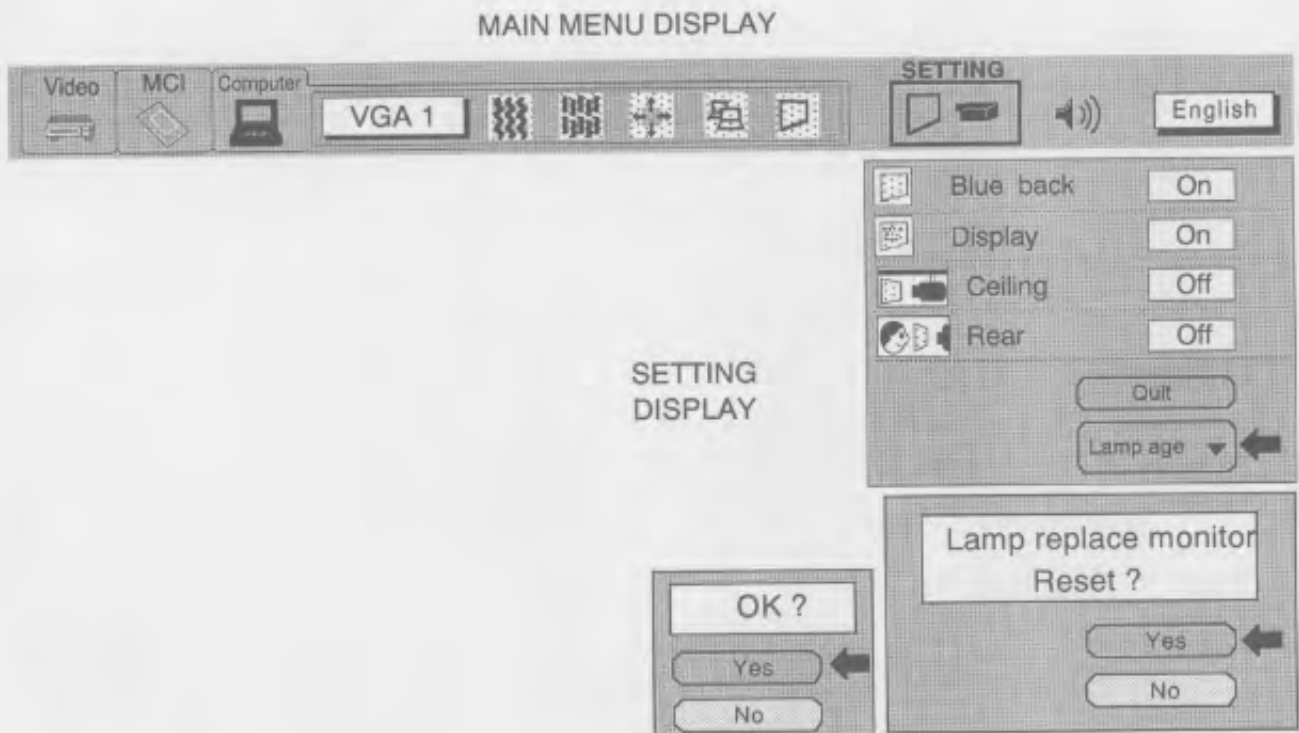 MAIN MENU DISPLAY
SETTING
Video MCI Computer
VGA 1
English
Blue back On
Display On
Ceiling Off
Rear Off
SETTING
DISPLAY
Quit
Lamp age
Lamp replace monitor
Reset ?
Yes
No
OK ?
Yes
No